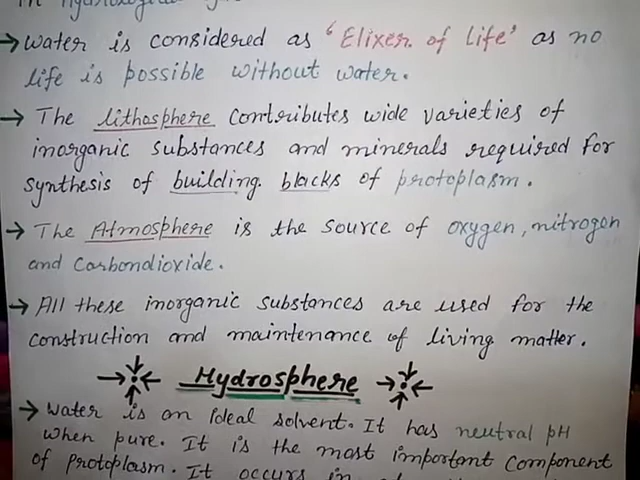 → Water is considered as 'Elixer of life' as no
life is possible without water.
→ The lithosphere contributes wide varieties of
inorganic substances and minerals required for
synthesis of building blacks of protoplasm.
→ The Atmosphere is the source of oxygen, nitrogen
and Carbondioxide.
→ All these inorganic substances are used for the
construction and maintenance of living matter.
Hydrosphere
→ Water is an ideal solvent. It has neutral pH
when pure. It is the most important component
of protoplasm. It occurs in